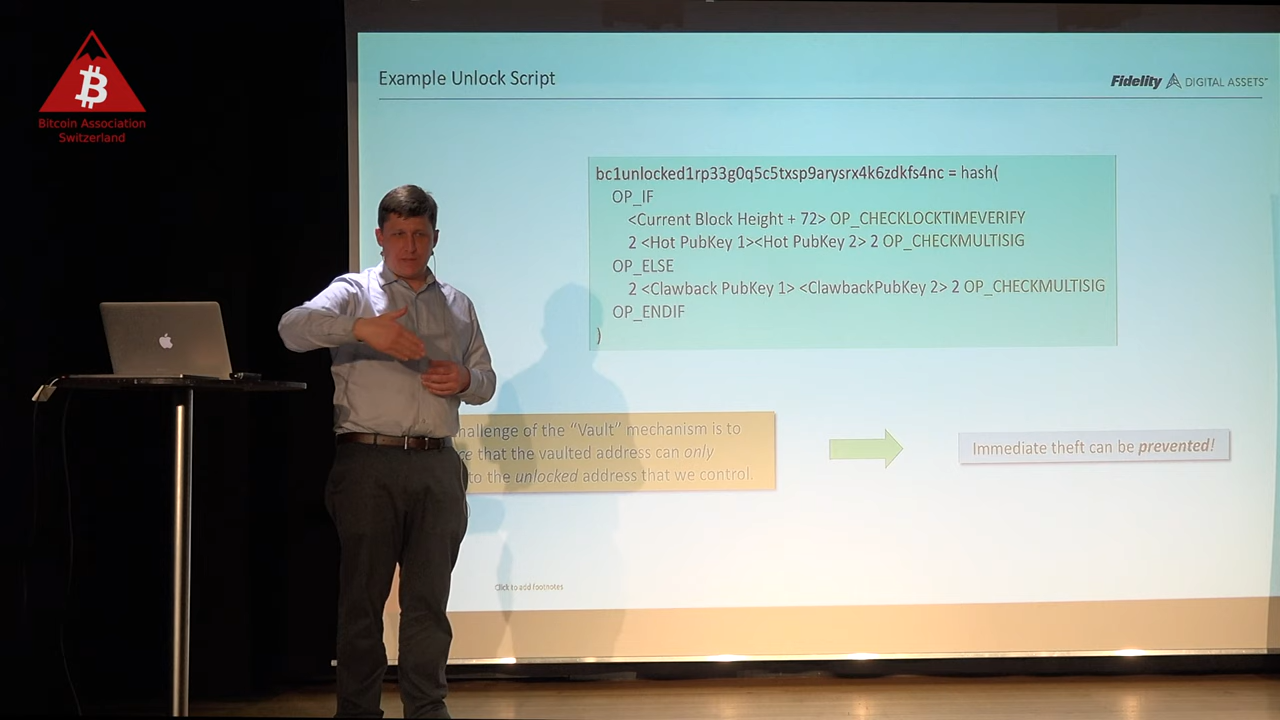 Bitcoin Association
Switzerland
Example Unlock Script
Fidelity DIGITAL ASSETS℠
bc1unlocked1rp33g0q5c5txsp9arysrx4k6zdkfs4nc = hash(
OP_IF
<Current Block Height + 72> OP_CHECKLOCKTIMEVERIFY
2 <Hot PubKey 1><Hot PubKey 2> 2 OP_CHECKMULTISIG
OP_ELSE
2 <Clawback PubKey 1> <ClawbackPubKey 2> 2 OP_CHECKMULTISIG
OP_ENDIF
)
hallenge of the “Vault” mechanism is to
that the vaulted address can only
to the unlocked address that we control.
Immediate theft can be prevented!
Click to add footnotes